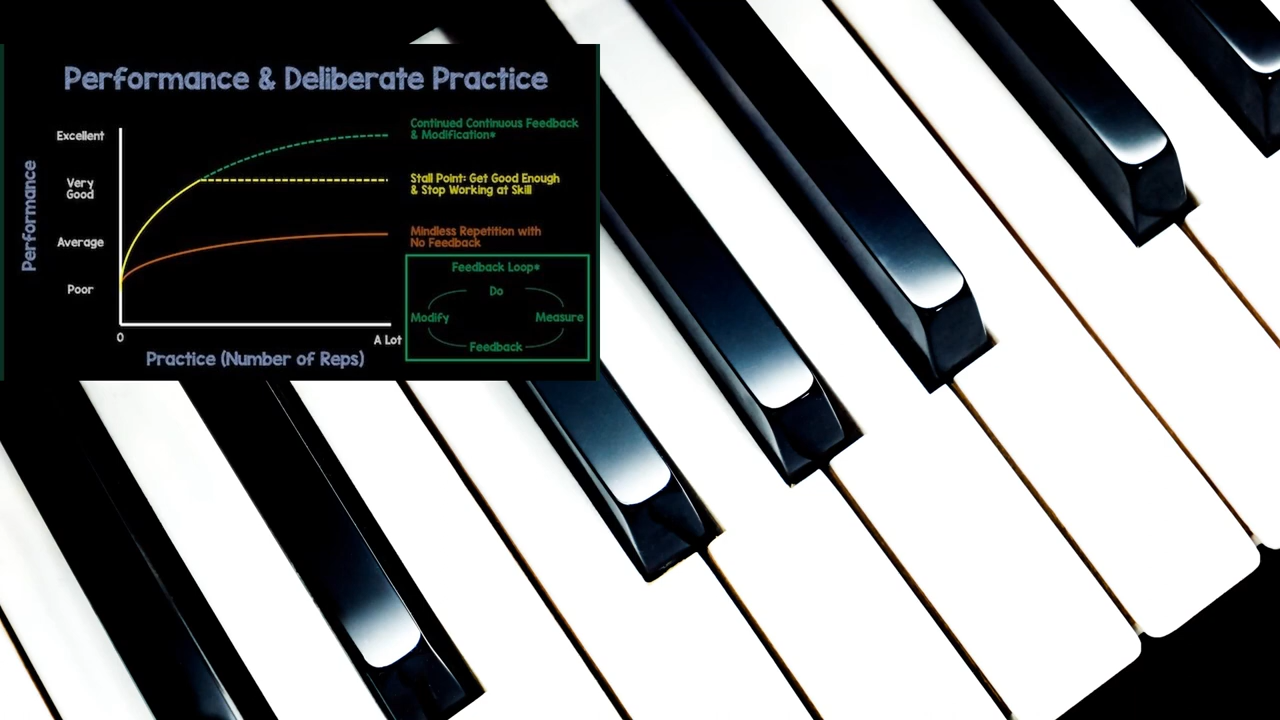 Performance & Deliberate Practice
Performance
Excellent
Very
Good
Average
Poor
0
A Lot
Practice (Number of Reps)
Continued Continuous Feedback
& Modification*
Stall Point: Get Good Enough
& Stop Working at Skill
Mindless Repetition with
No Feedback
Feedback Loop*
Do
Modify
Measure
Feedback